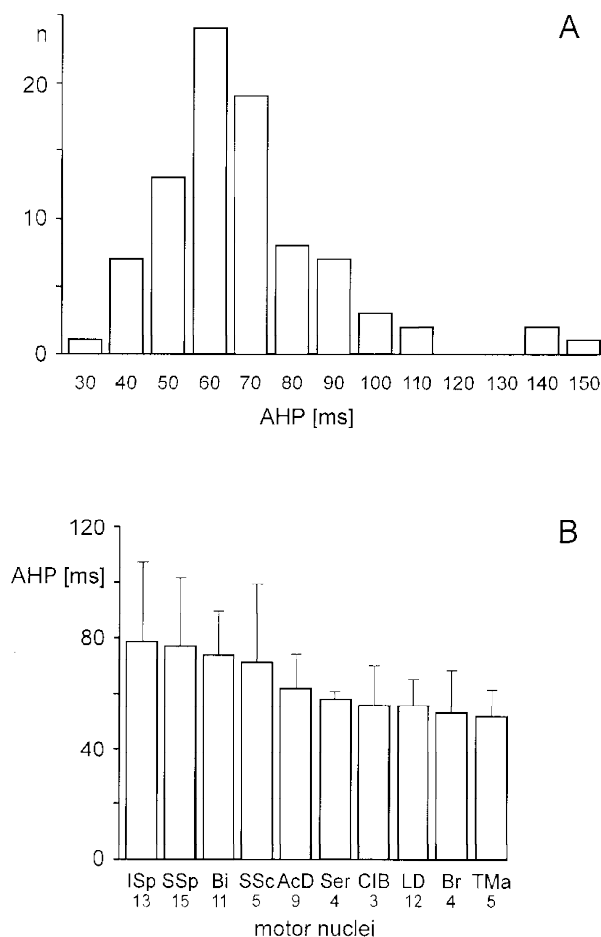 A
n
20
10
0
30 40 50 60 70 80 90 100 110 120 130 140 150
AHP [ms]
B
120
AHP [ms]
80
40
0
ISp SSp Bi SSc AcD Ser ClB LD Br TMa
13 15 11 5 9 4 3 12 4 5
motor nuclei